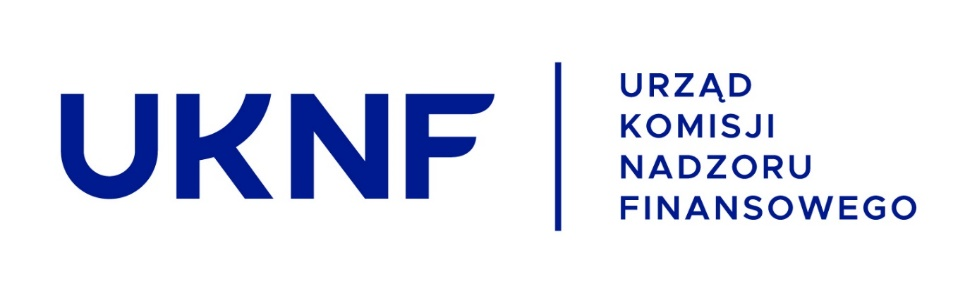 UKNF
URZĄD
KOMISJI
NADZORU
FINANSOWEGO